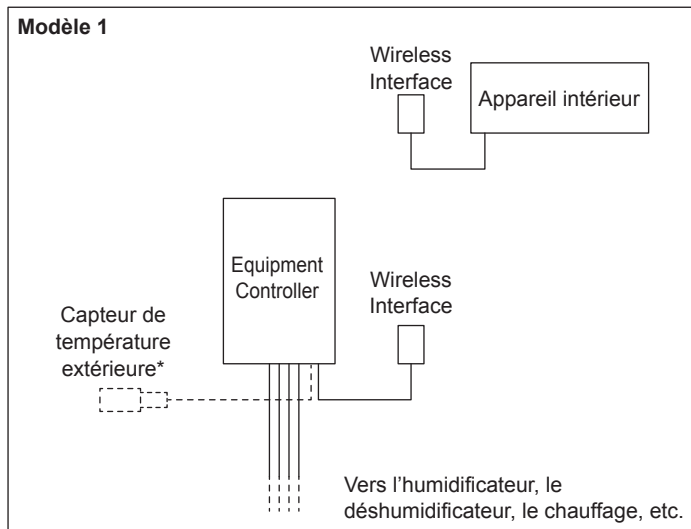 Modèle 1
Wireless
Interface
Appareil intérieur
Equipment
Controller
Wireless
Interface
Capteur de
température
extérieure*
Vers l'humidificateur, le
déshumidificateur, le chauffage, etc.